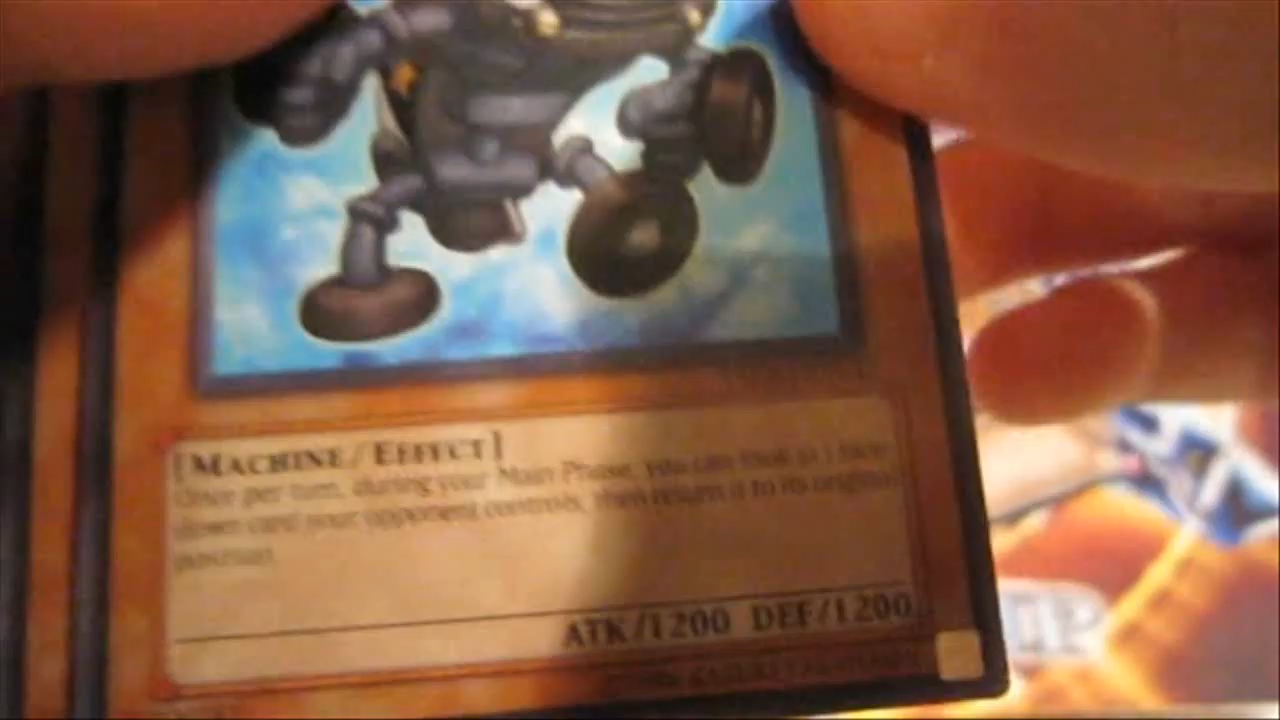 [MACHINE/EFFECT]
Once per turn, during your Main Phase, you can look at 1 face-
down card your opponent controls, then return it to its original
position.
ATK/1200 DEF/1200